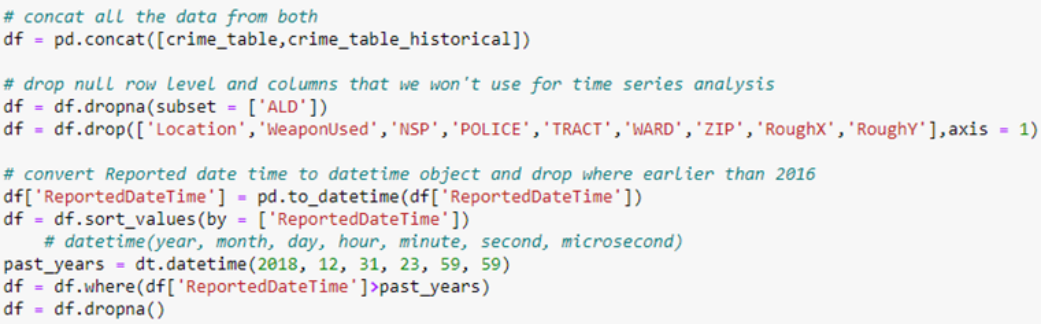 # concat all the data from both
df = pd.concat([crime_table,crime_table_historical])
# drop null row level and columns that we won't use for time series analysis
df = df.dropna(subset = ['ALD'])
df = df.drop(['Location','WeaponUsed','NSP','POLICE','TRACT','WARD','ZIP','RoughX','RoughY'],axis = 1)
# convert Reported date time to datetime object and drop where earlier than 2016
df['ReportedDateTime'] = pd.to_datetime(df['ReportedDateTime'])
df = df.sort_values(by = ['ReportedDateTime'])
# datetime(year, month, day, hour, minute, second, microsecond)
past_years = dt.datetime(2018, 12, 31, 23, 59, 59)
df = df.where(df['ReportedDateTime']>past_years)
df = df.dropna()